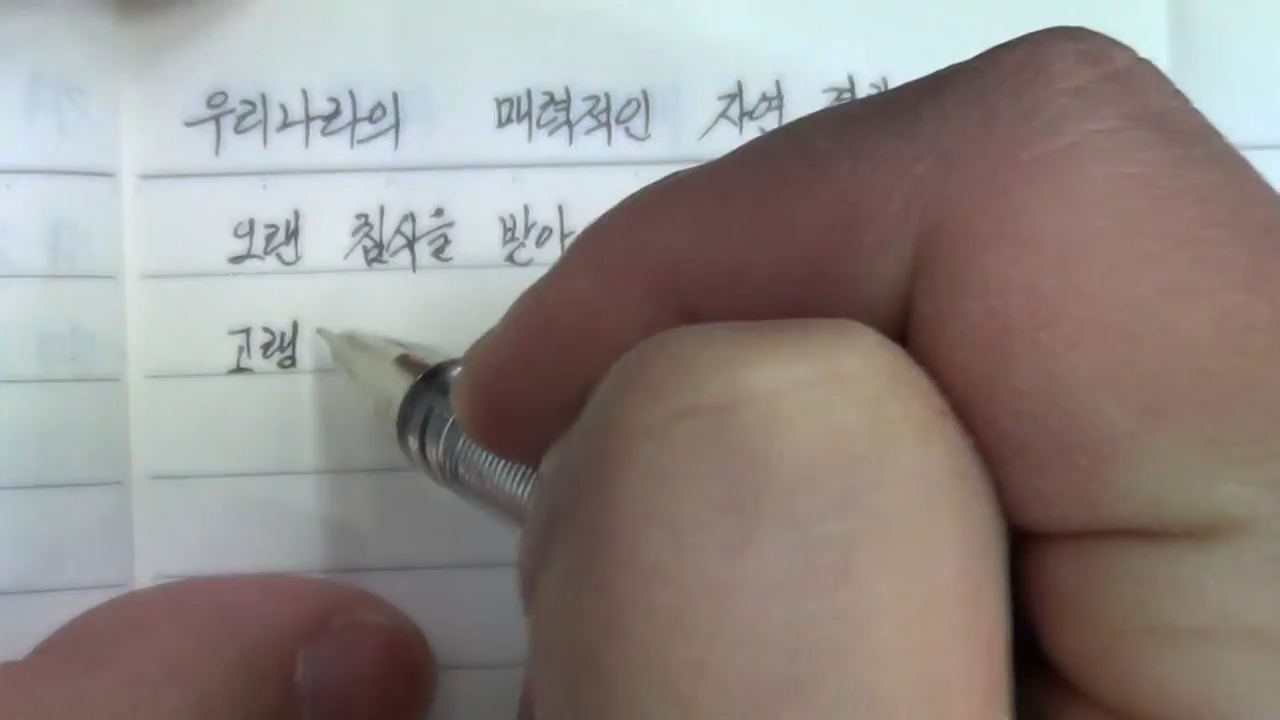 우리나라의 매력적인 자연
오랜 침식을 받아
고랩